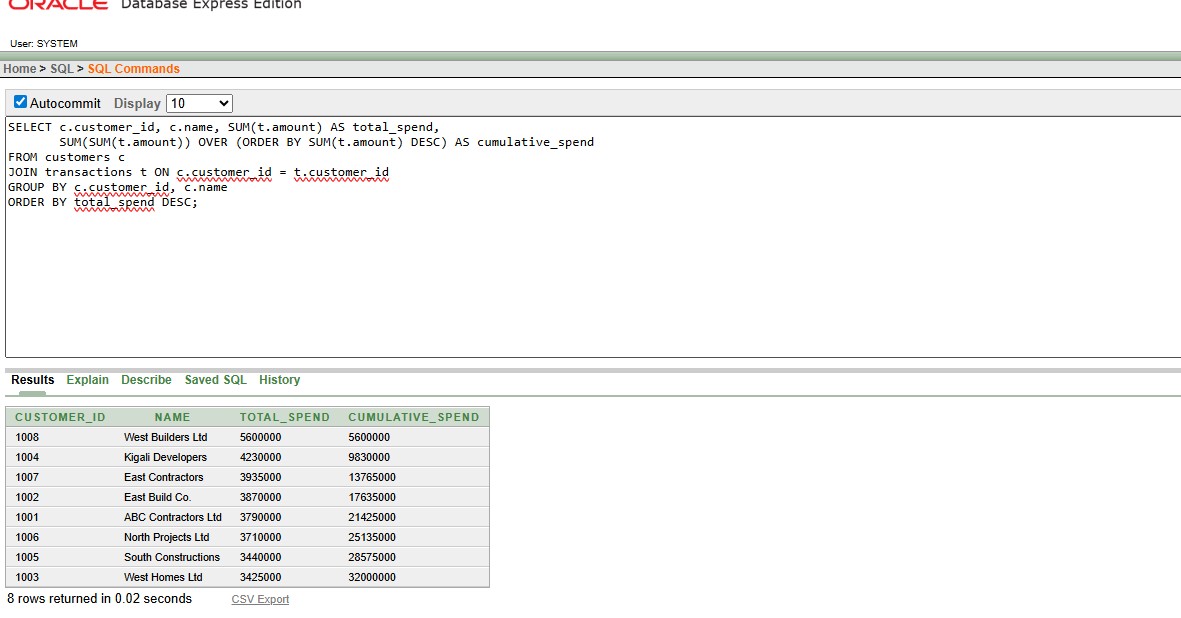 ORACLE Database Express Edition
User: SYSTEM
Home > SQL > SQL Commands
Autocommit Display 10
SELECT c.customer_id, c.name, SUM(t.amount) AS total_spend,
SUM(SUM(t.amount)) OVER (ORDER BY SUM(t.amount) DESC) AS cumulative_spend
FROM customers c
JOIN transactions t ON c.customer_id = t.customer_id
GROUP BY c.customer_id, c.name
ORDER BY total_spend DESC;
Results Explain Describe Saved SQL History
CUSTOMER_ID NAME TOTAL_SPEND CUMULATIVE_SPEND
1008 West Builders Ltd 5600000 5600000
1004 Kigali Developers 4230000 9830000
1007 East Contractors 3935000 13765000
1002 East Build Co. 3870000 17635000
1001 ABC Contractors Ltd 3790000 21425000
1006 North Projects Ltd 3710000 25135000
1005 South Constructions 3440000 28575000
1003 West Homes Ltd 3425000 32000000
8 rows returned in 0.02 seconds CSV Export